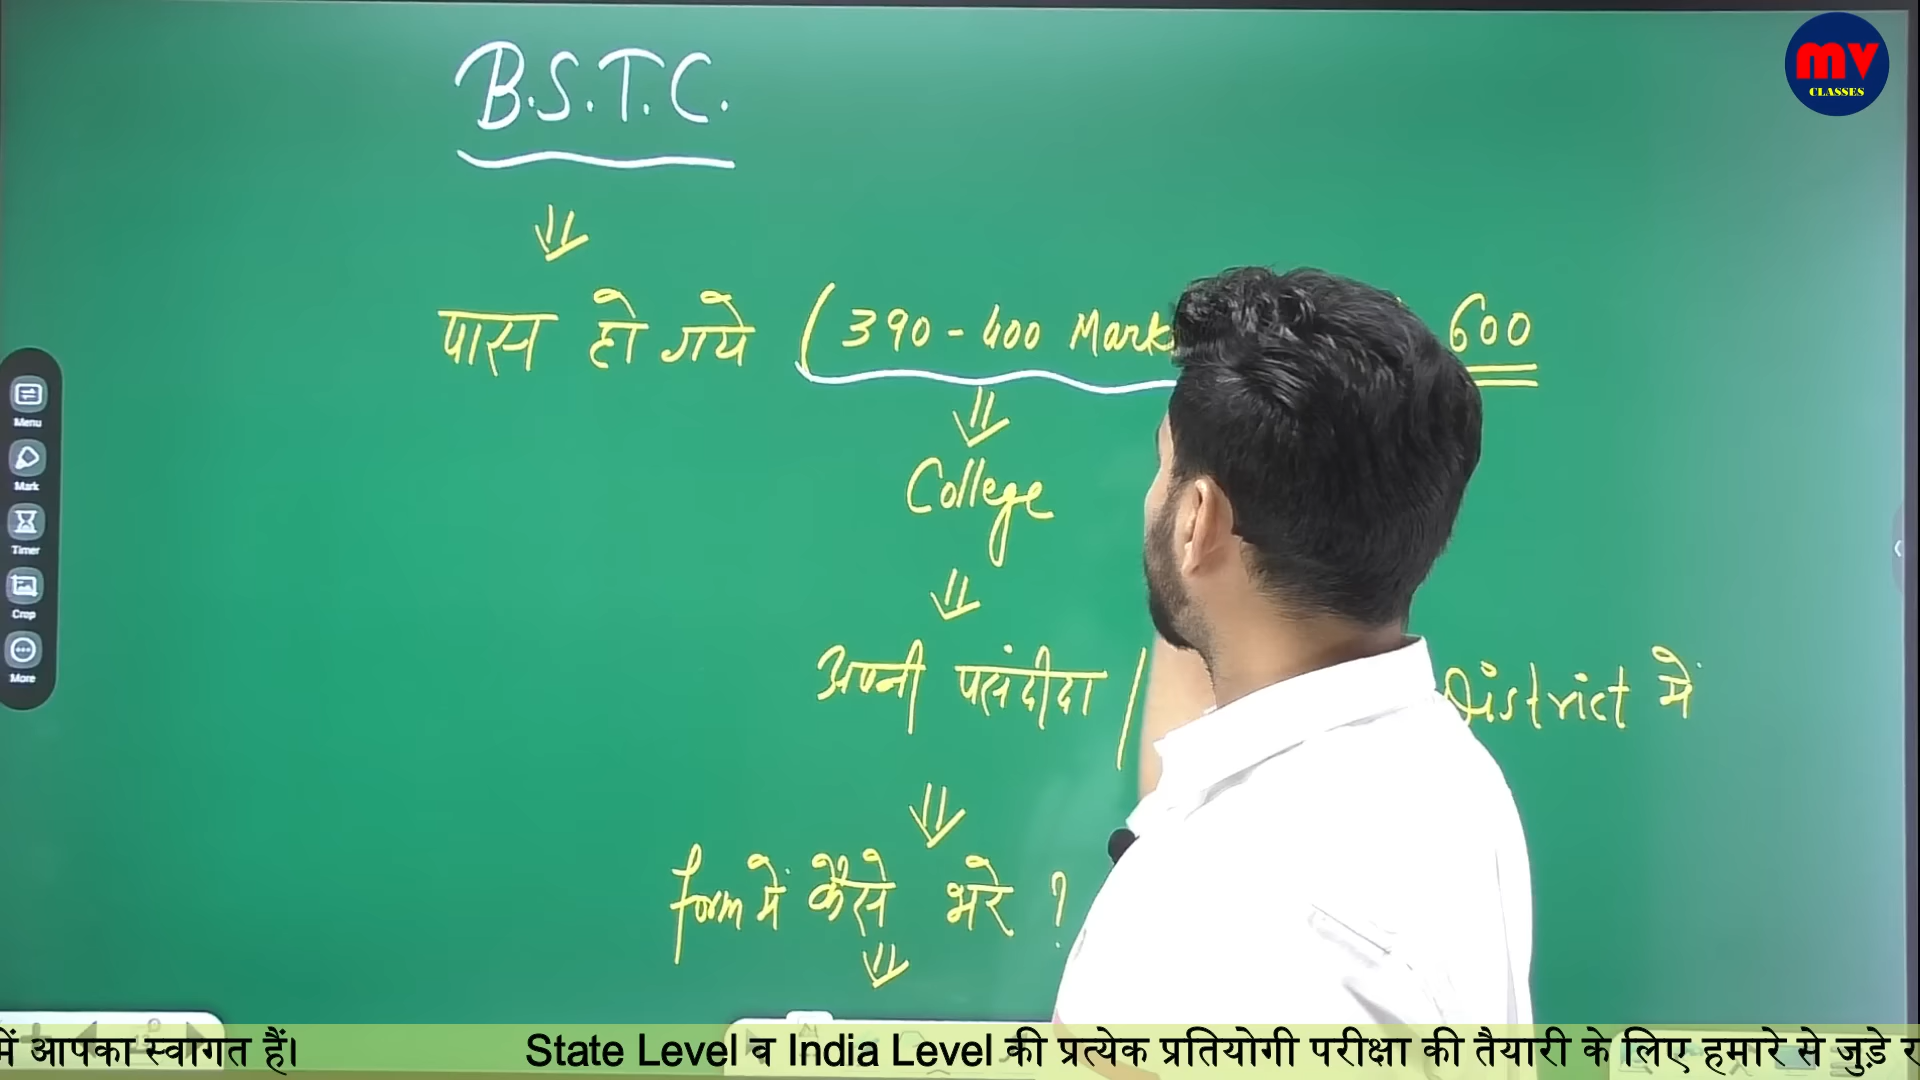 mv
CLASSES
B.S.T.C.
पास हो गये (390-400 Mark 600
College
अपनी पसंदीदा / District में
form में कैसे भरे ?
Menu
Mark
Timer
Crop
More
में आपका स्वागत हैं। State Level व India Level की प्रत्येक प्रतियोगी परीक्षा की तैयारी के लिए हमारे से जुड़े र